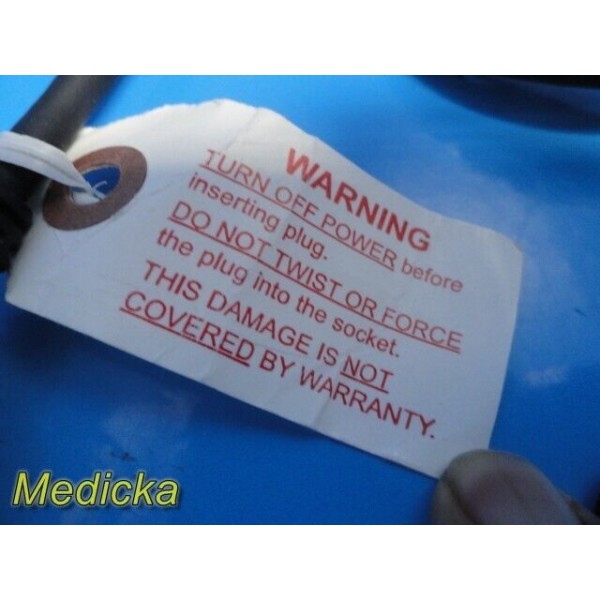 WARNING
TURN OFF POWER before
inserting plug.
DO NOT TWIST OR FORCE
the plug into the socket.
THIS DAMAGE IS NOT
COVERED BY WARRANTY.
Medicka